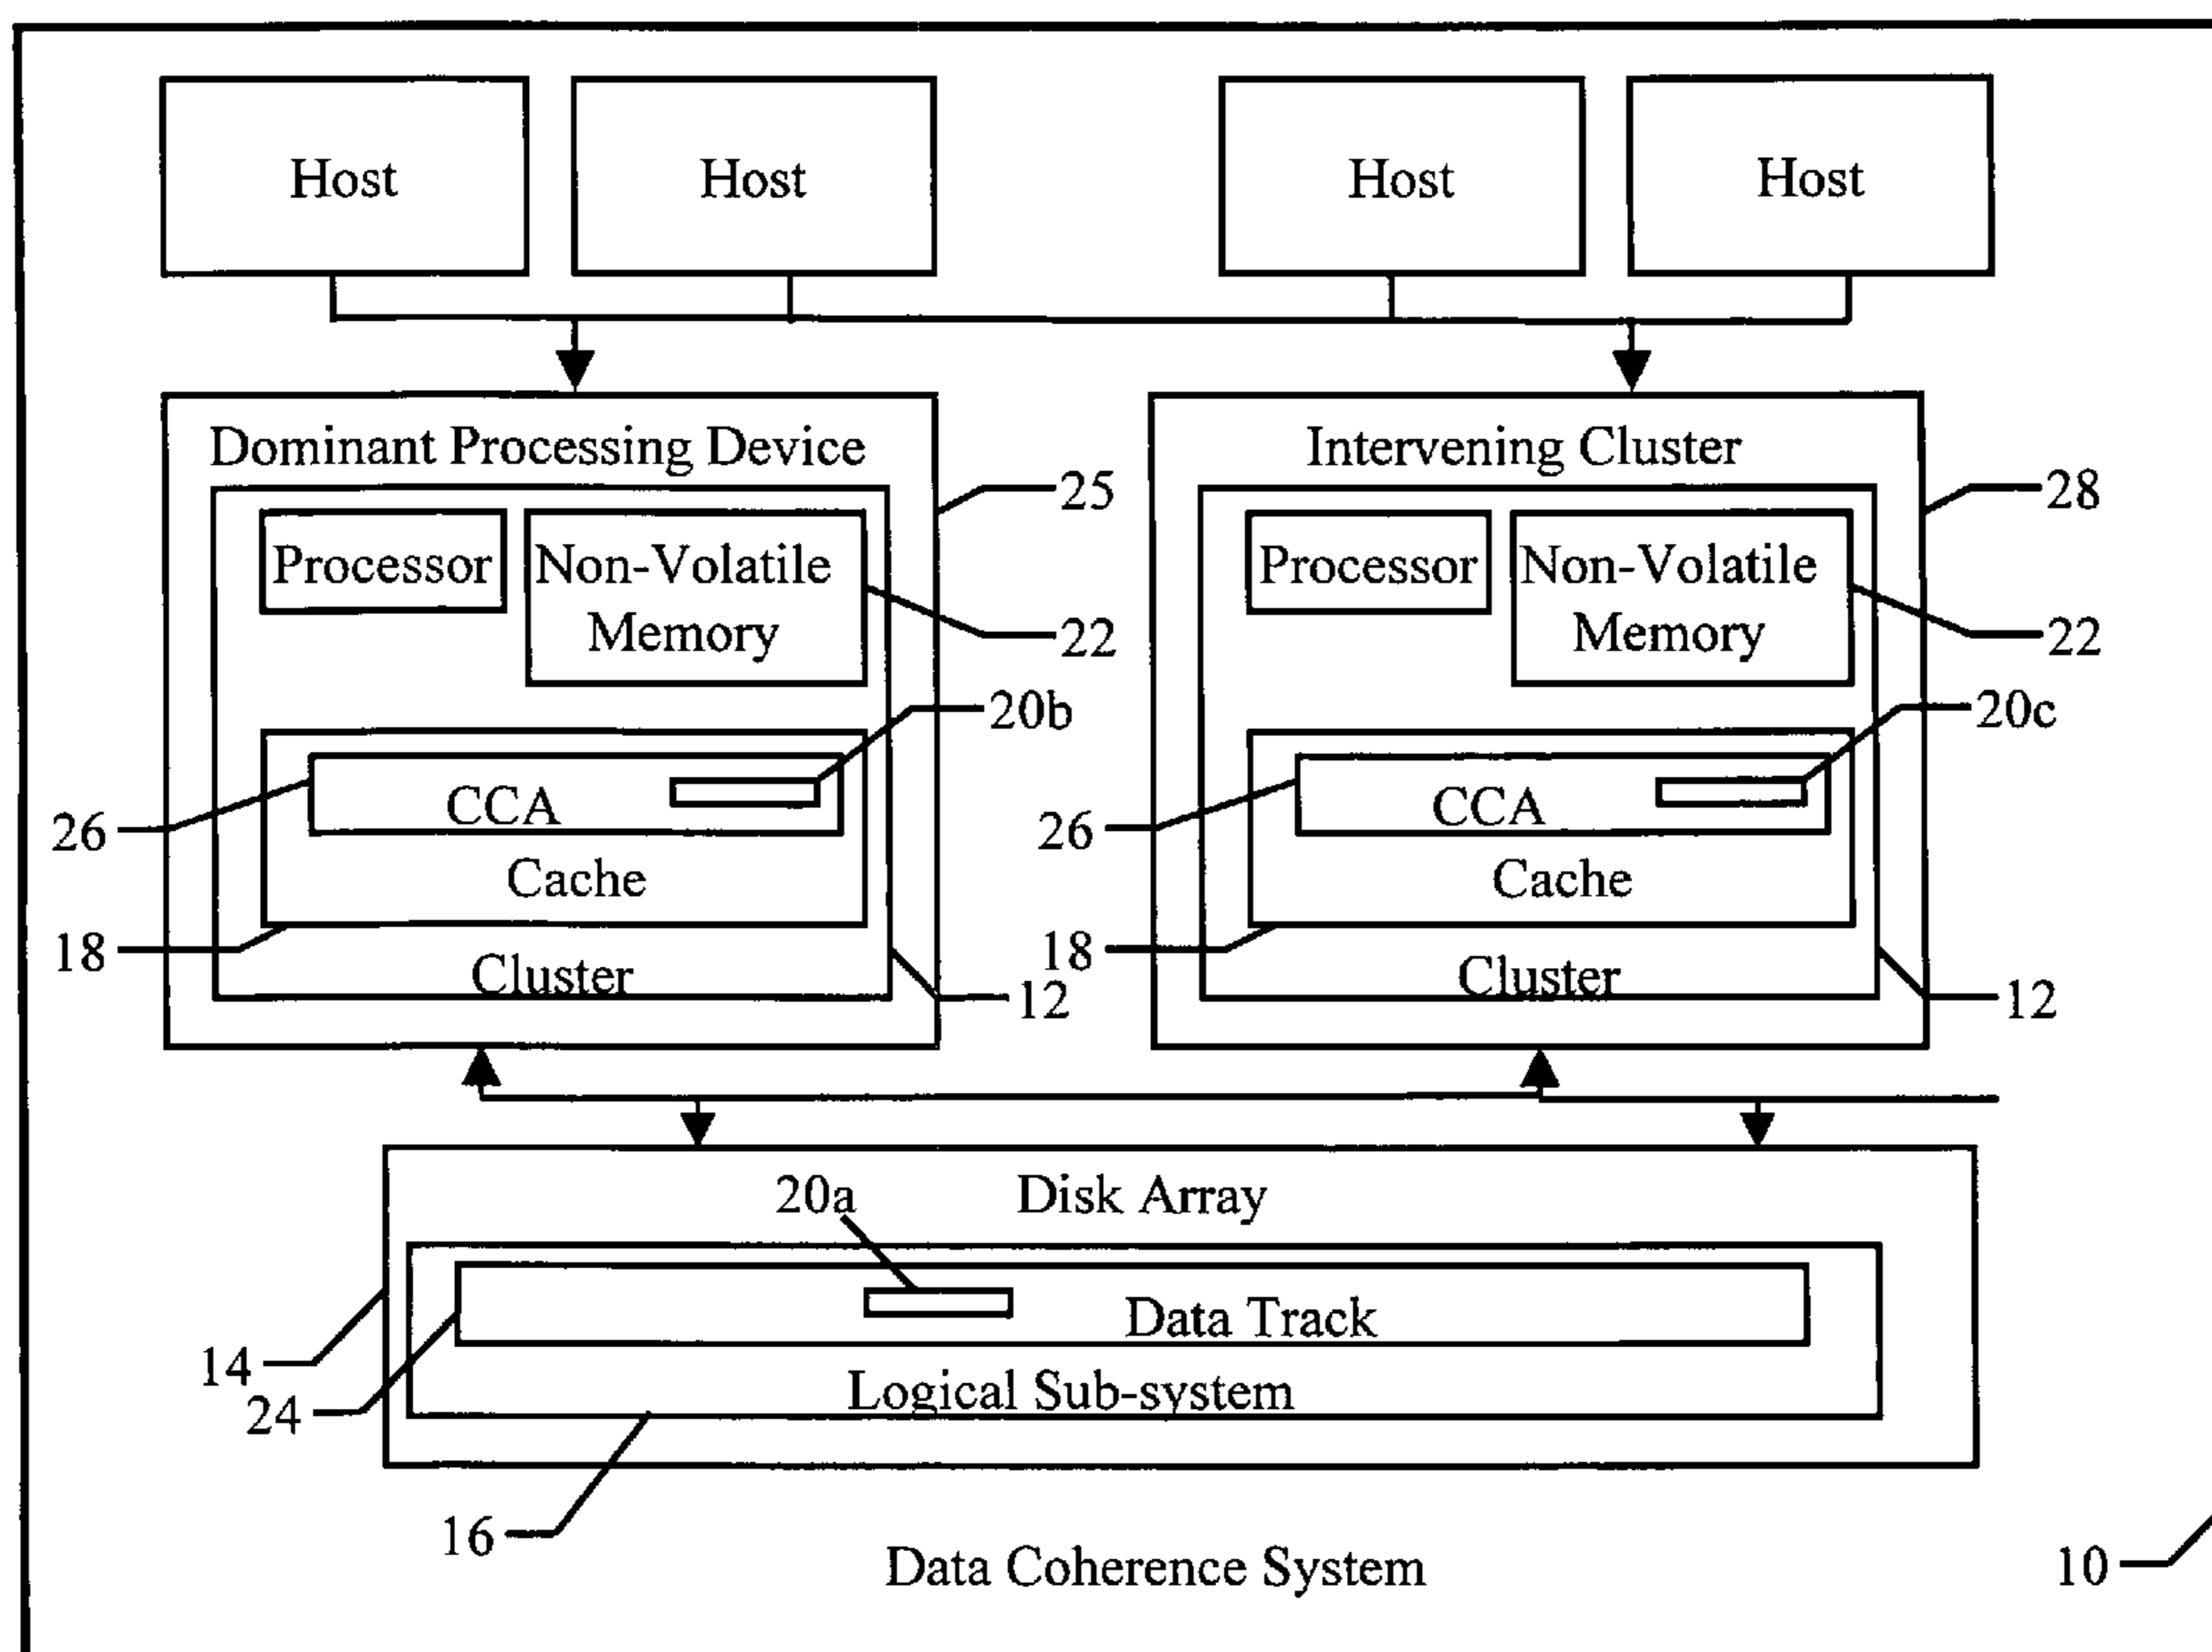 Host
Host
Host
Host
Dominant Processing Device
25
Processor
Non-Volatile
Memory
22
20b
CCA
26
Cache
18
Cluster
12
Intervening Cluster
28
Processor
Non-Volatile
Memory
22
20c
CCA
26
Cache
18
Cluster
12
20a
Disk Array
Data Track
14
24
Logical Sub-system
16
Data Coherence System
10